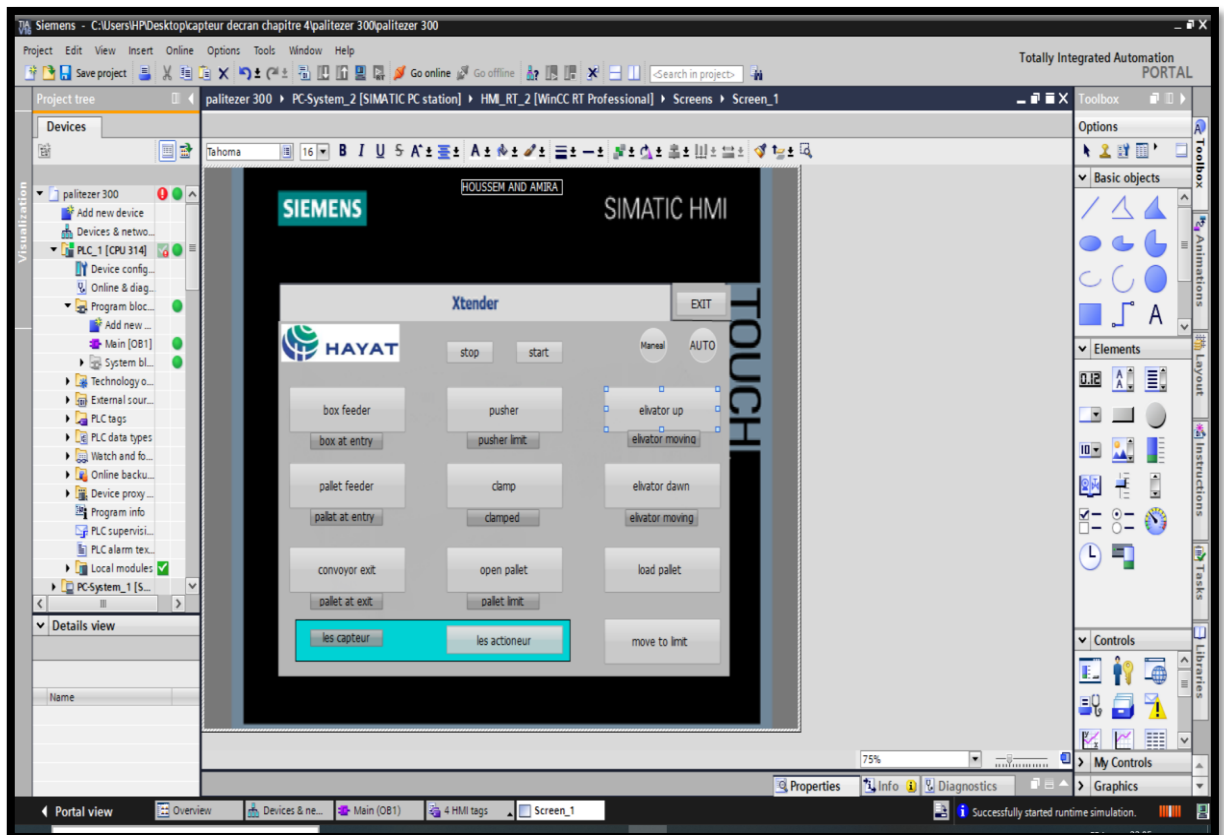 Siemens - C:\Users\HP\Desktop\capteur decran chapitre 4\palitezer 300\palitezer 300
Project Edit View Insert Online Options Tools Window Help
Totally Integrated Automation
PORTAL
Save project
Go online
Go offline
<Search in project>
Project tree
palitezer 300 PC-System_2 [SIMATIC PC station] HMI_RT_2 [WinCC RT Professional] Screens Screen_1
Toolbox
Devices
Options
Tahoma 16 B I U S A
Basic objects
Visualization
palitezer 300
Add new device
Devices & netwo...
PLC_1 [CPU 314]
Device config...
Online & diag...
Program bloc...
Add new ...
Main [OB1]
System bl...
Technology o...
External sour...
PLC tags
PLC data types
Watch and fo...
Online backu...
Device proxy ...
Program info
PLC supervisi...
PLC alarm tex...
Local modules
PC-System_1 [S...
Details view
Name
HOUSSEM AND AMIRA
SIEMENS
SIMATIC HMI
TOUCH
Xtender
EXIT
HAYAT
stop start
Maneal AUTO
box feeder pusher elivator up
box at entry pusher limit elivator moving
pallet feeder clamp elivator dawn
pallat at entry clamped elivator moving
convoyor exit open pallet load pallet
pallet at exit pallet limit
les capteur les actioneur move to limit
A
Elements
0.12
10
Controls
My Controls
Graphics
Toolbox
Animations
Layout
Instructions
Tasks
Libraries
75%
Properties Info Diagnostics
Portal view Overview Devices & ne... Main (OB1) 4 HMI tags Screen_1 Successfully started runtime simulation.